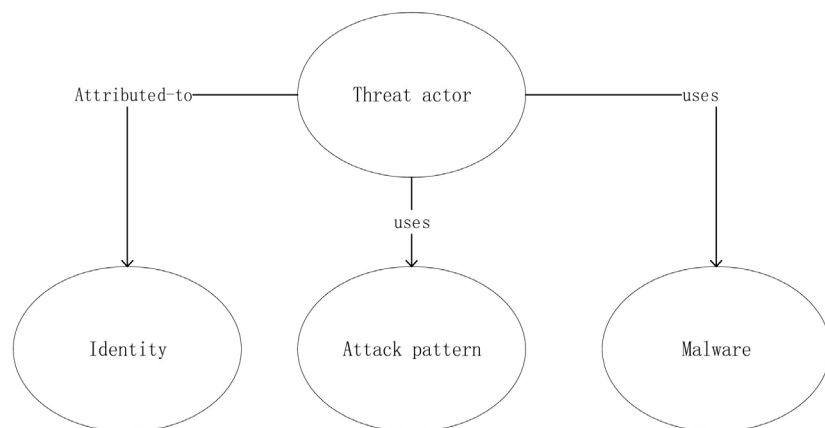 Threat actor
Attributed-to
uses
uses
Identity
Attack pattern
Malware